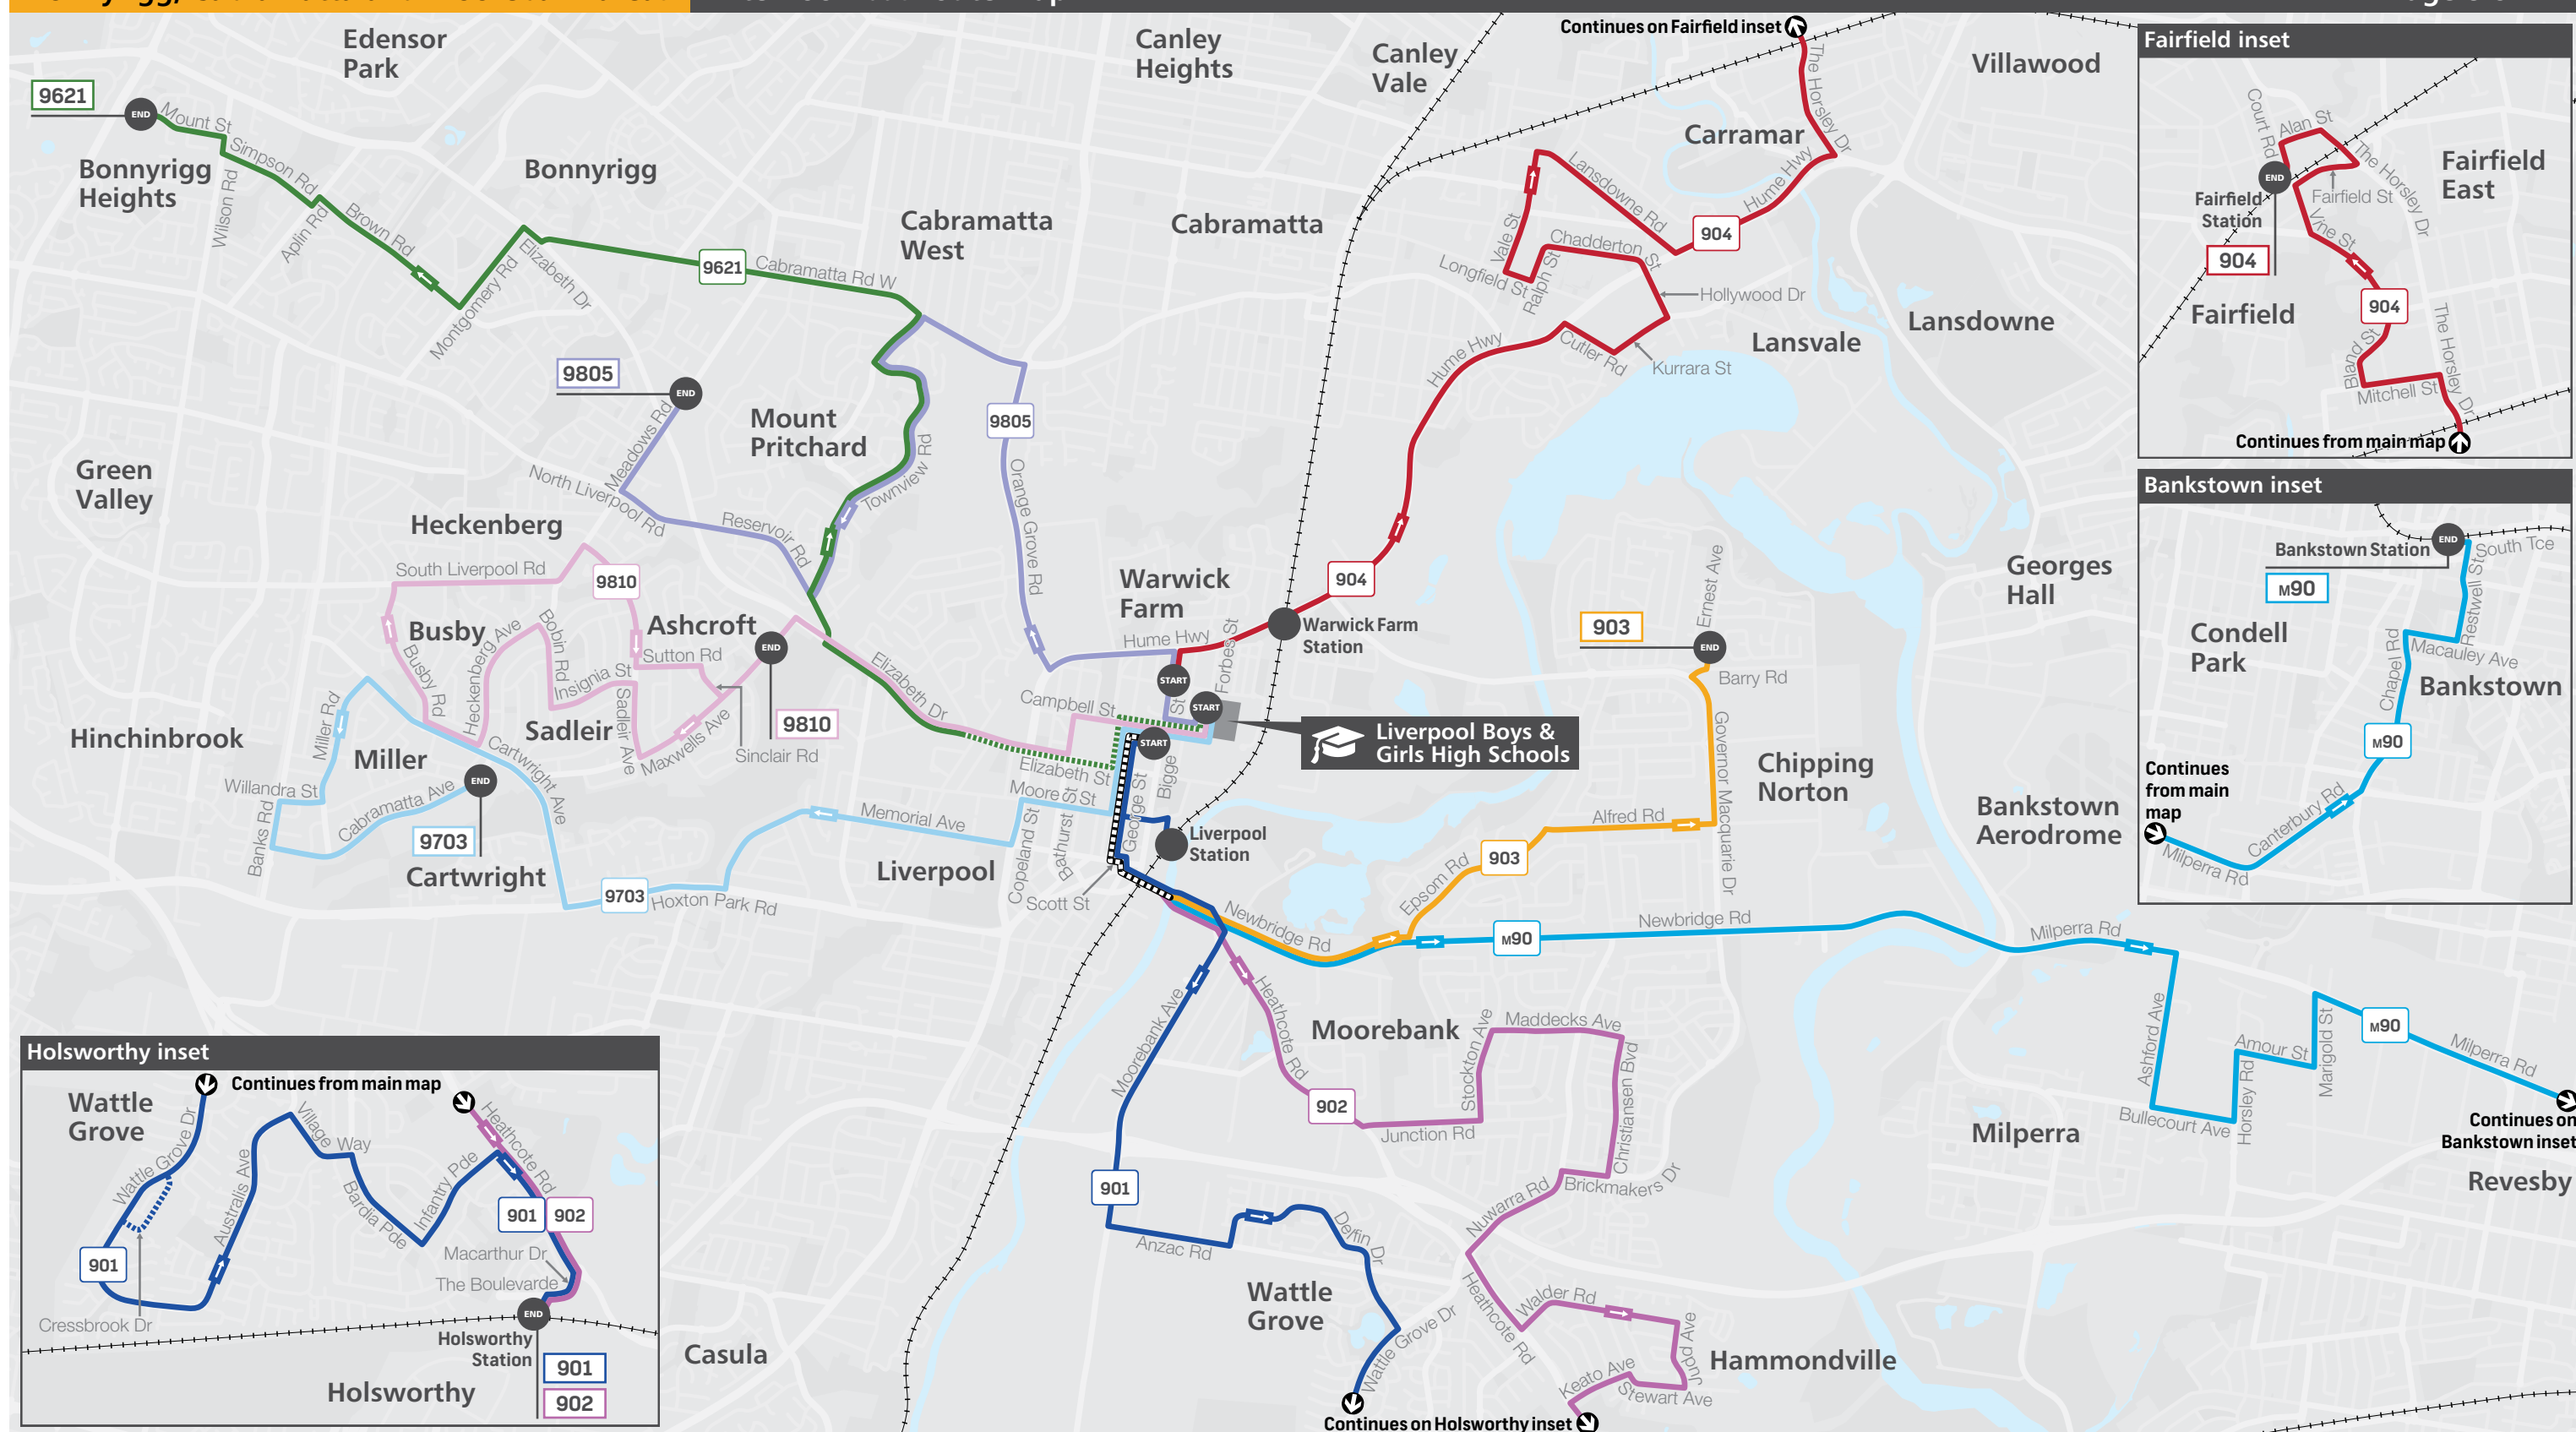 Continues on Fairfield inset
Edensor
Park
Canley
Heights
Canley
Vale
Villawood
9621
Mount St
Simpson Rd
Bonnyrigg
Heights
Wilson Rd
Aplin Rd
Brown Rd
Bonnyrigg
Montgomery Rd
Elizabeth Dr
9621
Cabramatta Rd W
Cabramatta
West
Cabramatta
Carramar
The Horsley Dr
Hume Hwy
Lansdowne Rd
904
Vale St
Longfield St
Ralph St
Chadderton St
Hollywood Dr
Cutler Rd
Kurrara St
Hume Hwy
Lansvale
Lansdowne
END
9805
END
Meadows Rd
North Liverpool Rd
Reservoir Rd
Mount
Pritchard
Townview Rd
9805
Orange Grove Rd
Green
Valley
Heckenberg
South Liverpool Rd
9810
Busby
Busby Rd
Heckenberg Ave
Bobin Rd
Insignia St
Ashcroft
Sutton Rd
END
9810
Sadleir
Sadleir Ave
Maxwells Ave
Sinclair Rd
Elizabeth Dr
Warwick
Farm
Hume Hwy
Forbes St
904
Warwick Farm
Station
START
START
START
Campbell St
Elizabeth St
Moore St
St
St
Bigge
George St
Bathurst St
Copeland St
Scott St
Liverpool Boys &
Girls High Schools
Liverpool
Station
Liverpool
Hinchinbrook
Miller Rd
Miller
Willandra St
Banks Rd
Cabramatta Ave
END
9703
Cartwright
Cartwright Ave
9703
Hoxton Park Rd
Memorial Ave
903
END
Ernest Ave
Barry Rd
Governor Macquarie Dr
Chipping
Norton
Alfred Rd
903
Epsom Rd
Georges
Hall
Bankstown
Aerodrome
Newbridge Rd
M90
Newbridge Rd
Milperra Rd
Ashford Ave
Bullecourt Ave
Horsley Rd
Amour St
Marigold St
M90
Milperra Rd
Continues on
Bankstown inset
Revesby
Milperra
Moorebank Ave
Heathcote Rd
Moorebank
902
Junction Rd
Stockton Ave
Maddecks Ave
Christiansen Bvd
Brickmakers Dr
Nuwarra Rd
Heathcote Rd
Walder Rd
Judd Ave
Stewart Ave
Keato Ave
Hammondville
901
Anzac Rd
Delfin Dr
Wattle
Grove
Wattle Grove Dr
Continues on Holsworthy inset
Casula
Fairfield inset
Court Rd
Alan St
The Horsley Dr
Fairfield St
Fairfield
East
END
Fairfield
Station
904
Vine St
Fairfield
904
Bland St
Mitchell St
The Horsley Dr
Continues from main map
Bankstown inset
END
Bankstown Station
South Tce
M90
Restwell St
Condell
Park
Macauley Ave
Chapel Rd
Bankstown
M90
Continues
from main
map
Canterbury Rd
Milperra Rd
Holsworthy inset
Continues from main map
Wattle
Grove
Wattle Grove Dr
Australis Ave
Village Way
Bardia Pde
Infantry Pde
Heathcote Rd
901
902
901
Cressbrook Dr
Macarthur Dr
The Boulevarde
END
Holsworthy
Station
901
902
Holsworthy